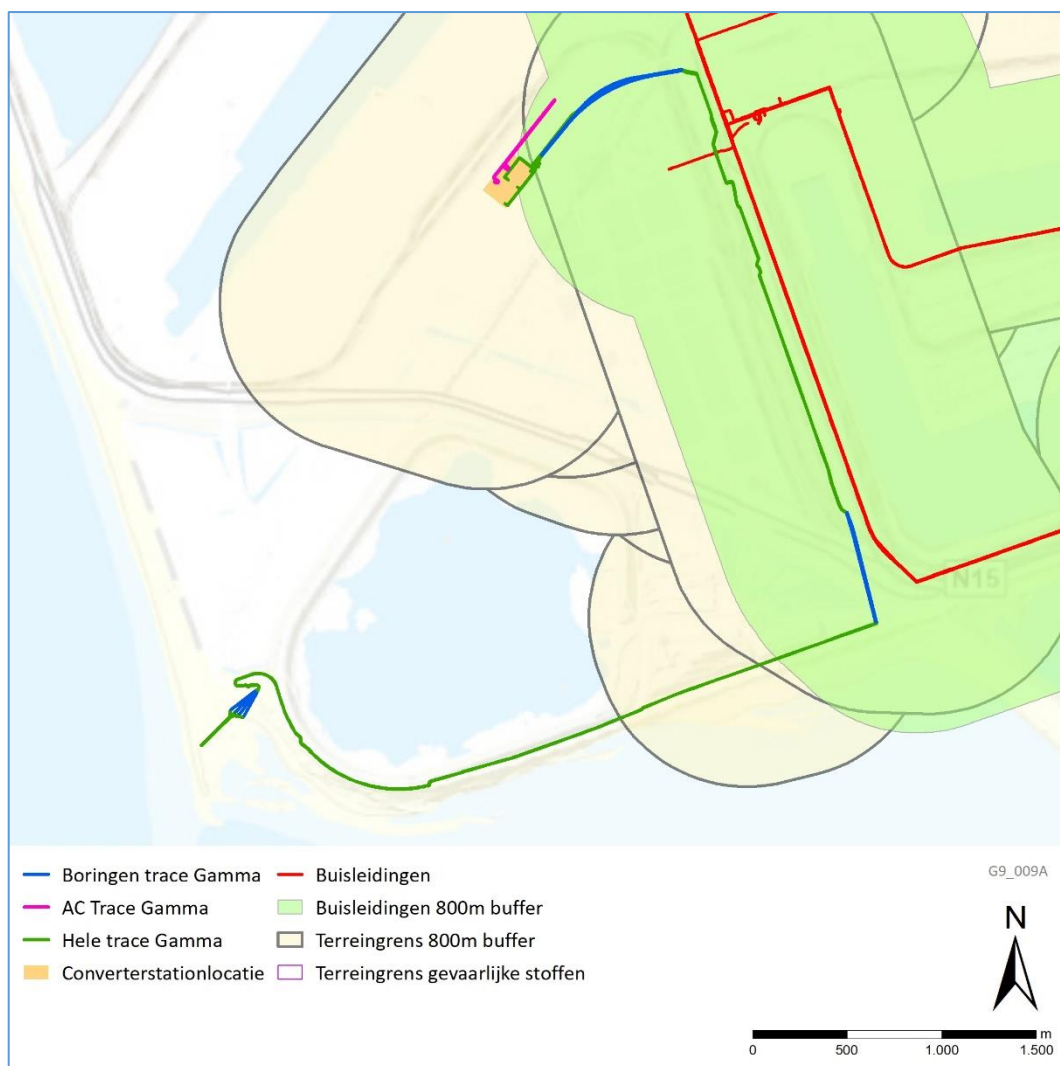 N15
Boringen trace Gamma
AC Trace Gamma
Hele trace Gamma
Converterstationlocatie
Buisleidingen
Buisleidingen 800m buffer
Terreingrens 800m buffer
Terreingrens gevaarlijke stoffen
G9_009A
N
m
0 500 1.000 1.500